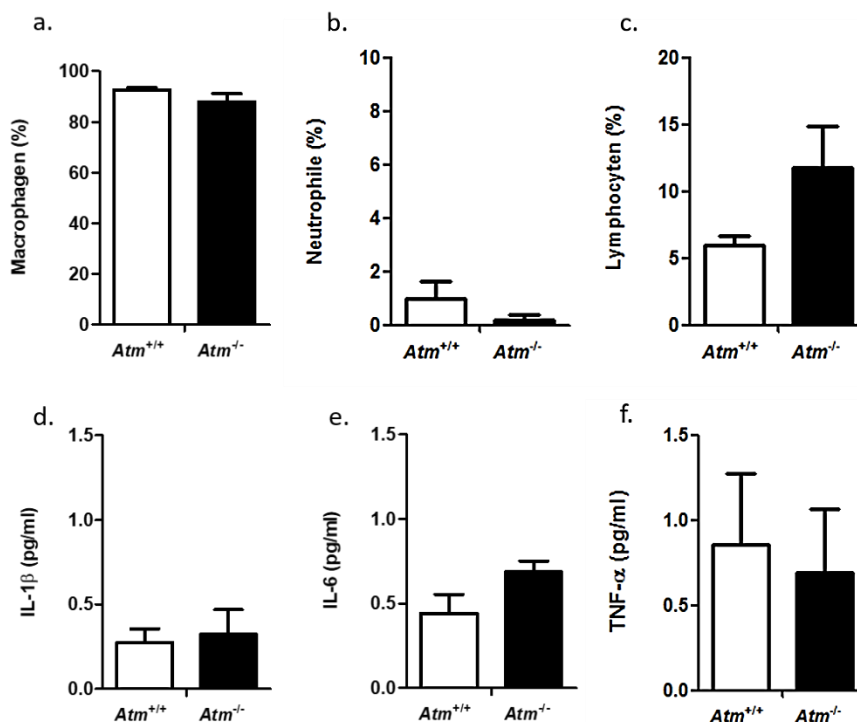 a.
Macrophagen (%)
100
80
60
40
20
0
Atm+/+
Atm-/-
b.
Neutrophile (%)
10
8
6
4
2
0
Atm+/+
Atm-/-
c.
Lymphocyten (%)
20
15
10
5
0
Atm+/+
Atm-/-
d.
IL-1β (pg/ml)
1.5
1.0
0.5
0.0
Atm+/+
Atm-/-
e.
IL-6 (pg/ml)
1.5
1.0
0.5
0.0
Atm+/+
Atm-/-
f.
TNF-α (pg/ml)
1.5
1.0
0.5
0.0
Atm+/+
Atm-/-